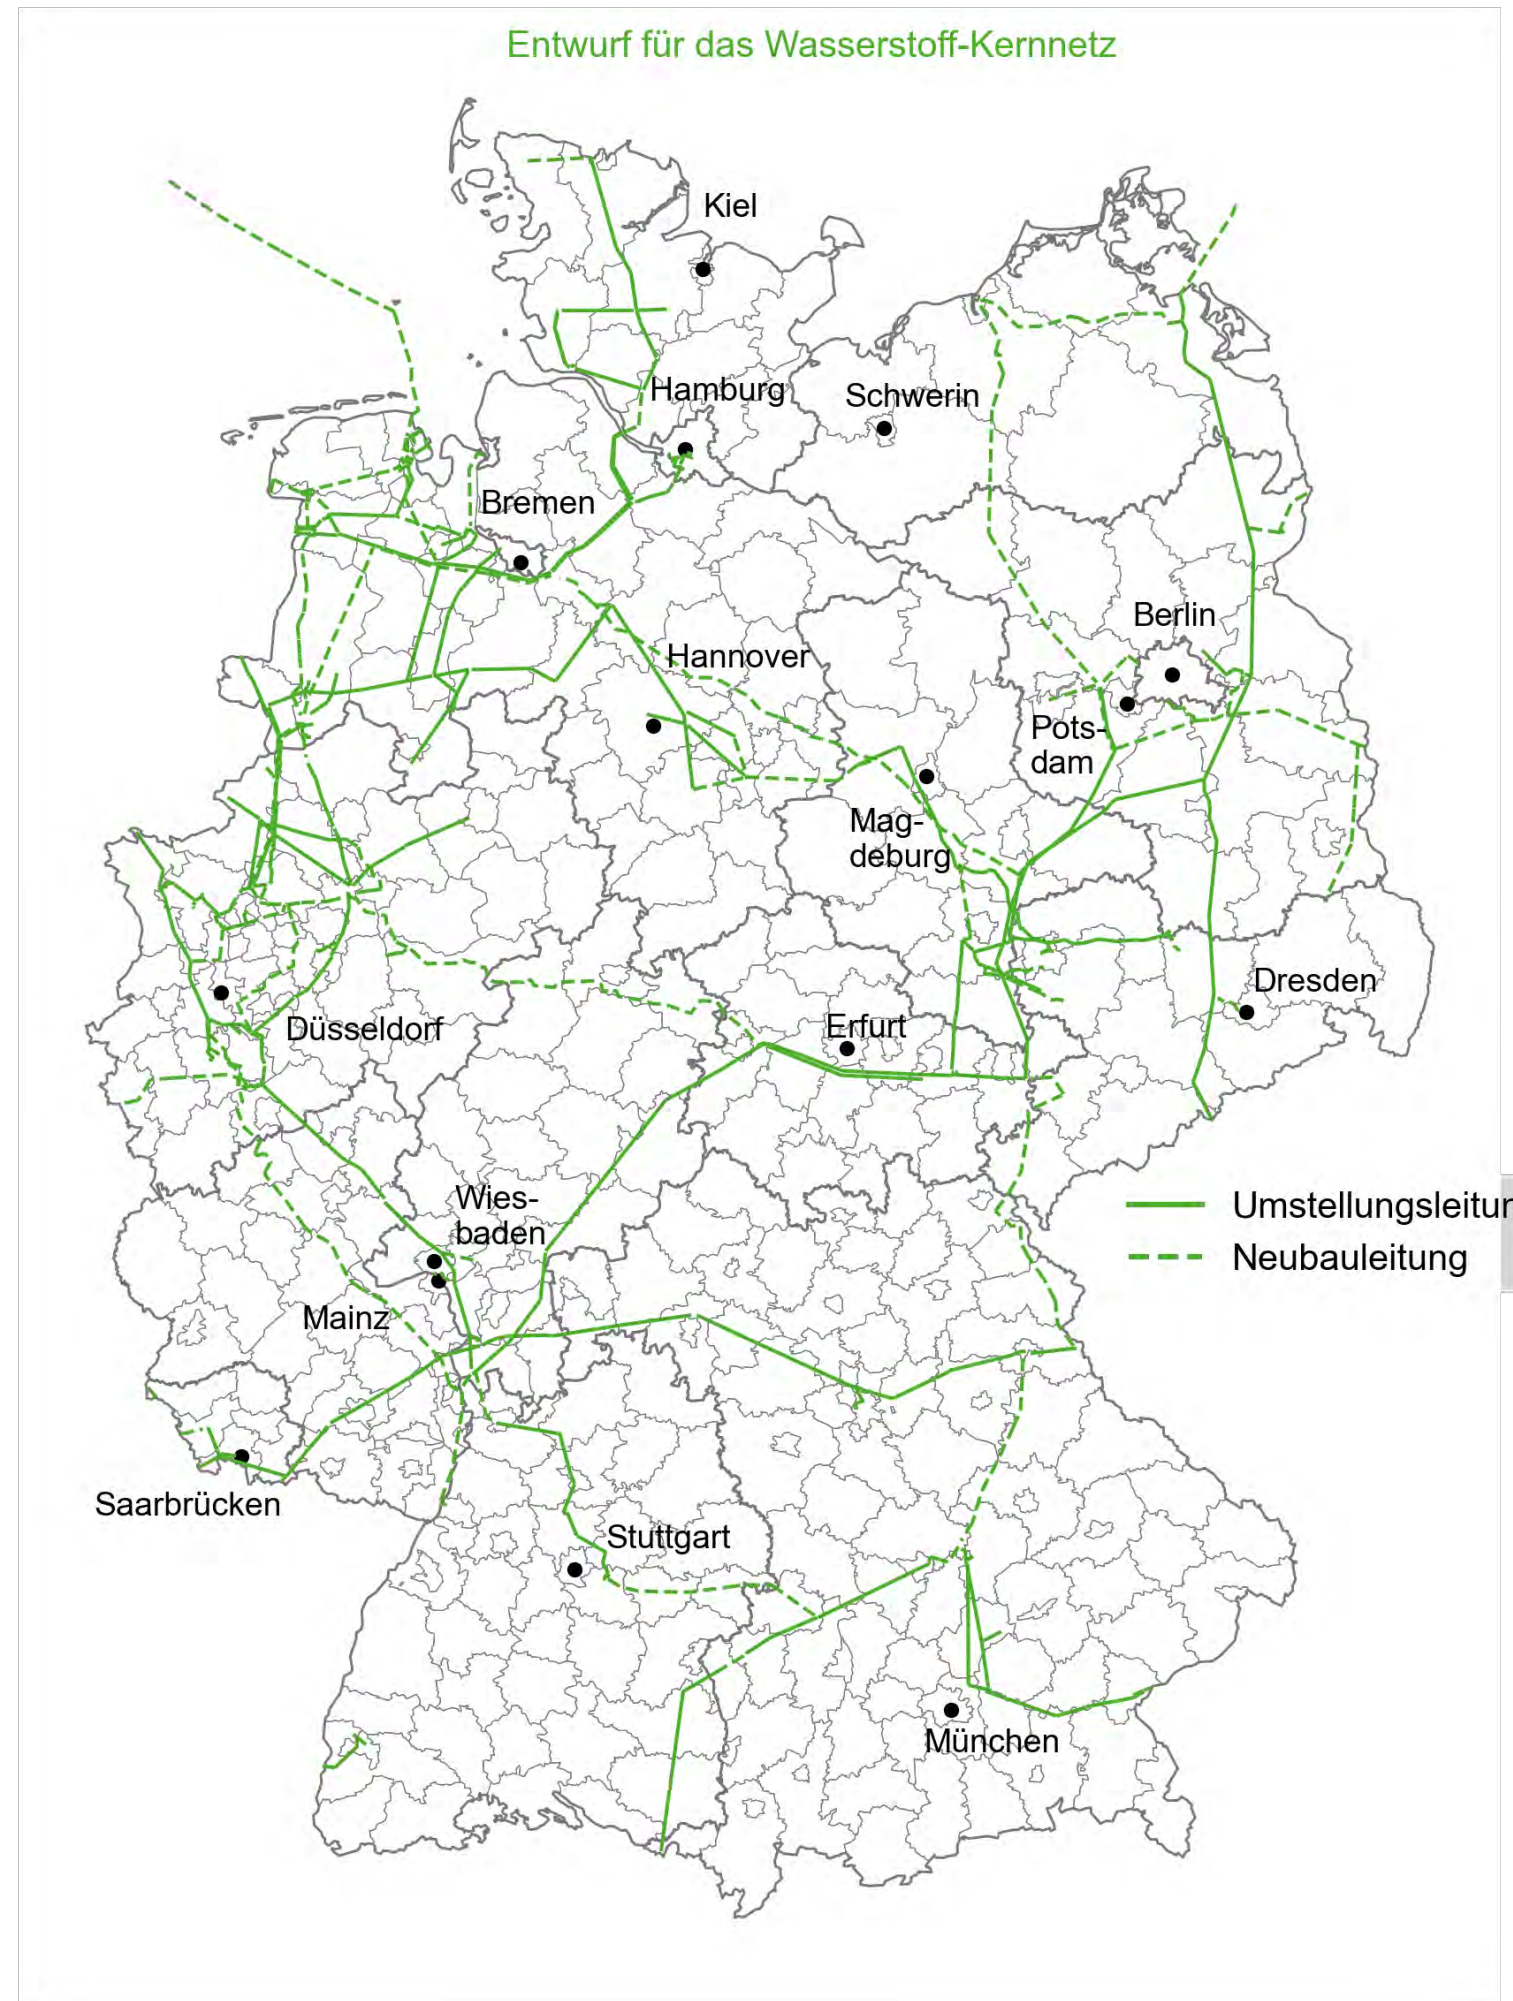 Entwurf für das Wasserstoff-Kernnetz
Kiel
Hamburg
Schwerin
Bremen
Berlin
Hannover
Pots-
dam
Mag-
deburg
Dresden
Düsseldorf
Erfurt
Wies-
baden
Umstellungsleitur
Neubauleitung
Mainz
Saarbrücken
Stuttgart
München